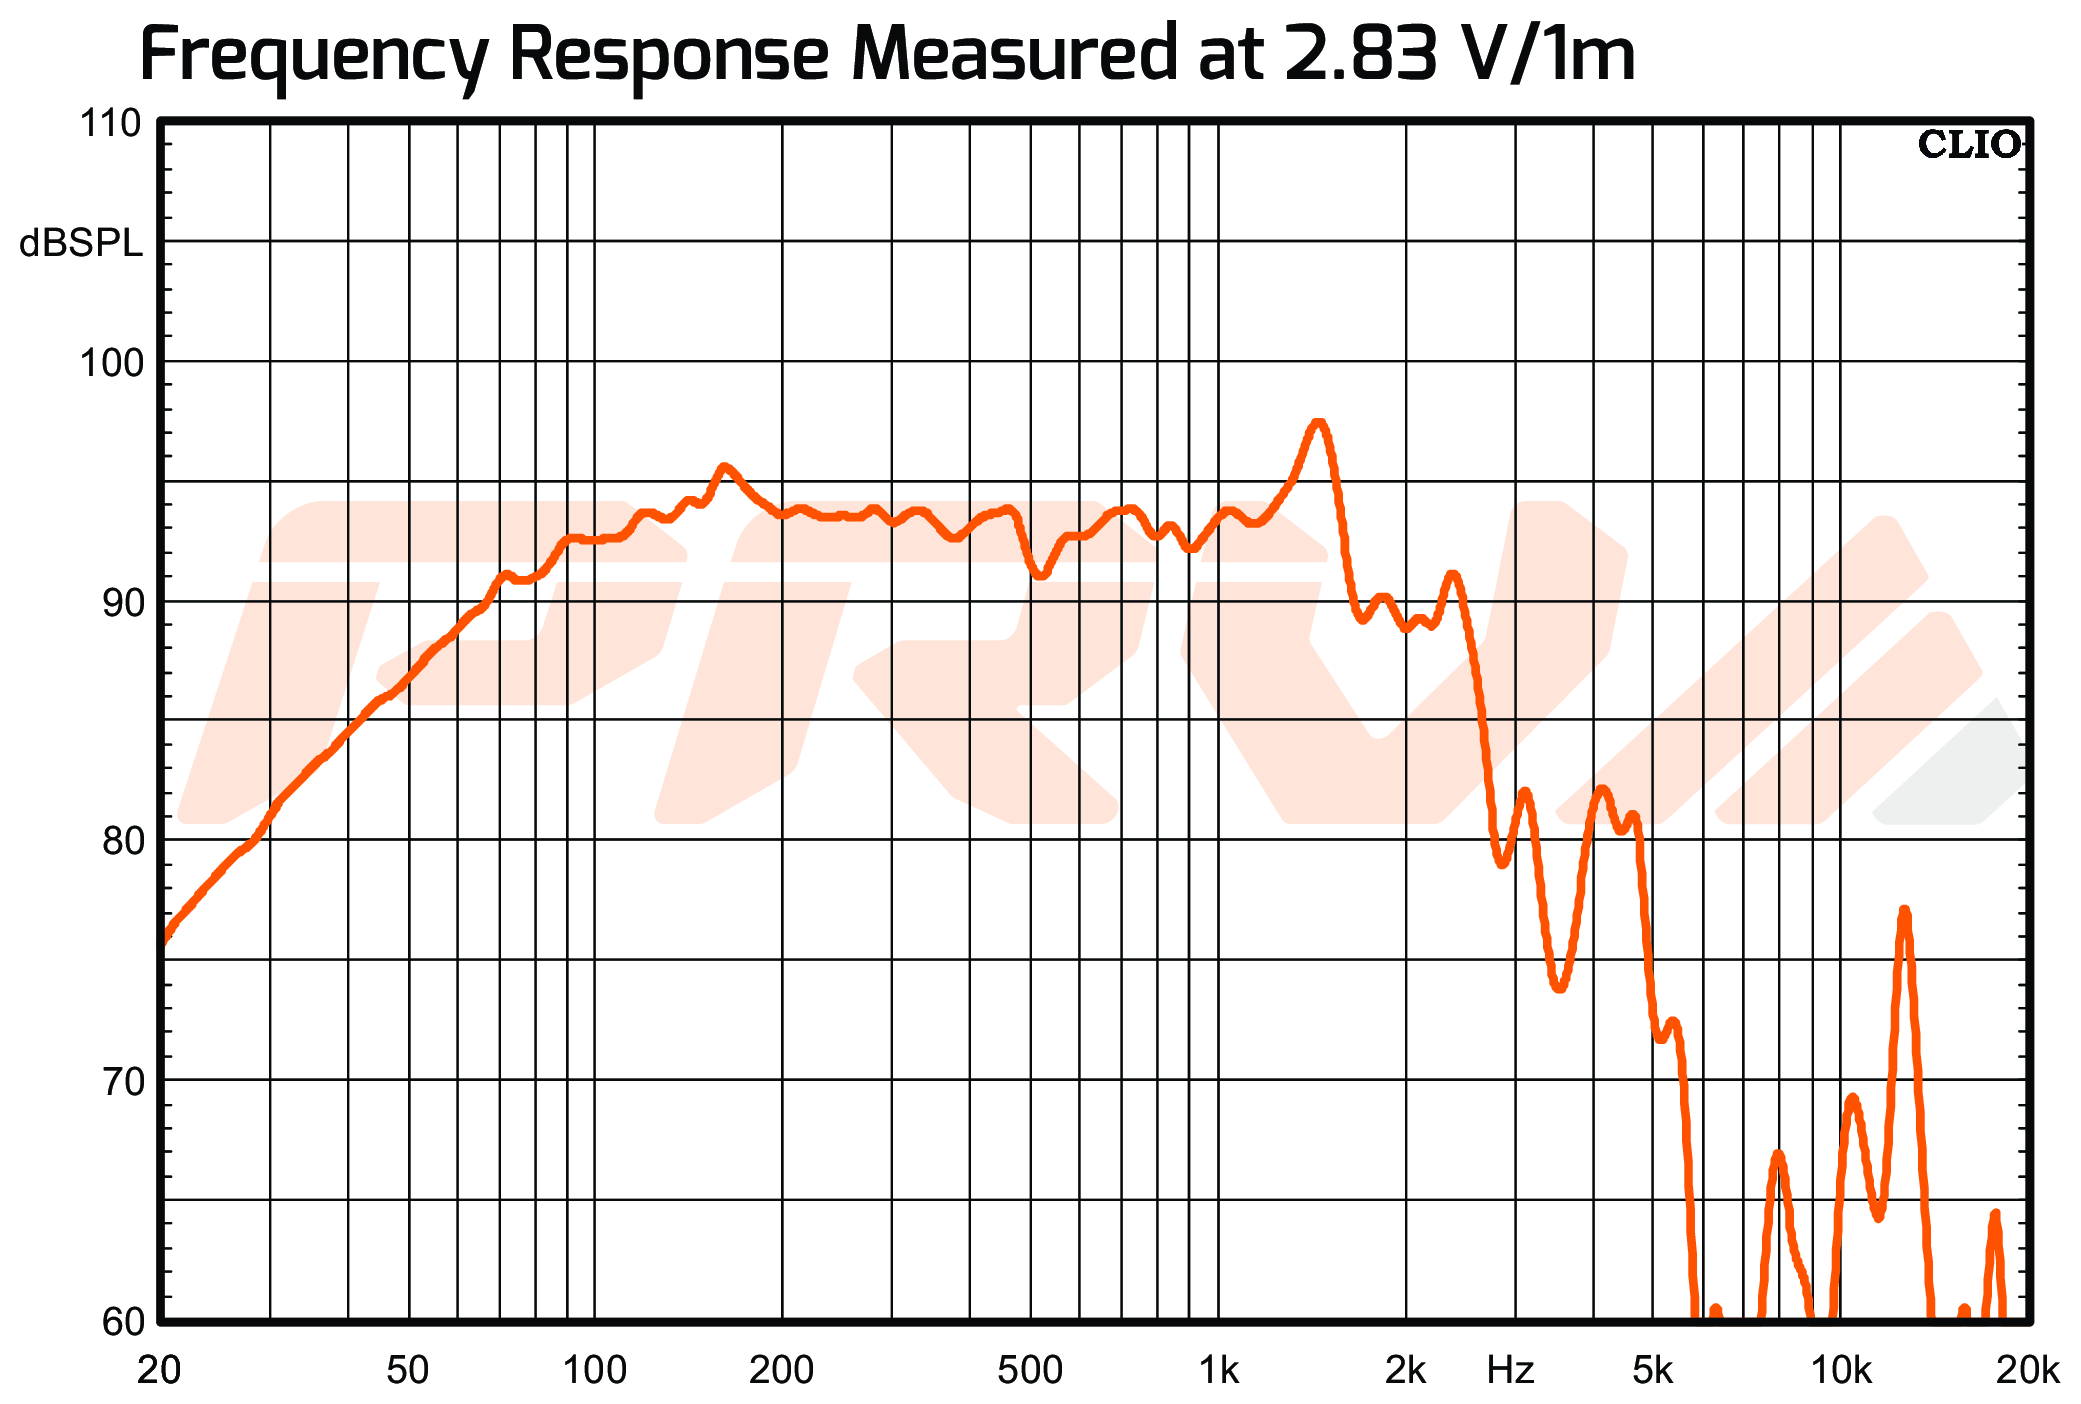 Frequency Response Measured at 2.83 V/1m
110
CLIO
dBSPL
100
PRV
90
80
70
60
20 50 100 200 500 1k 2k Hz 5k 10k 20k